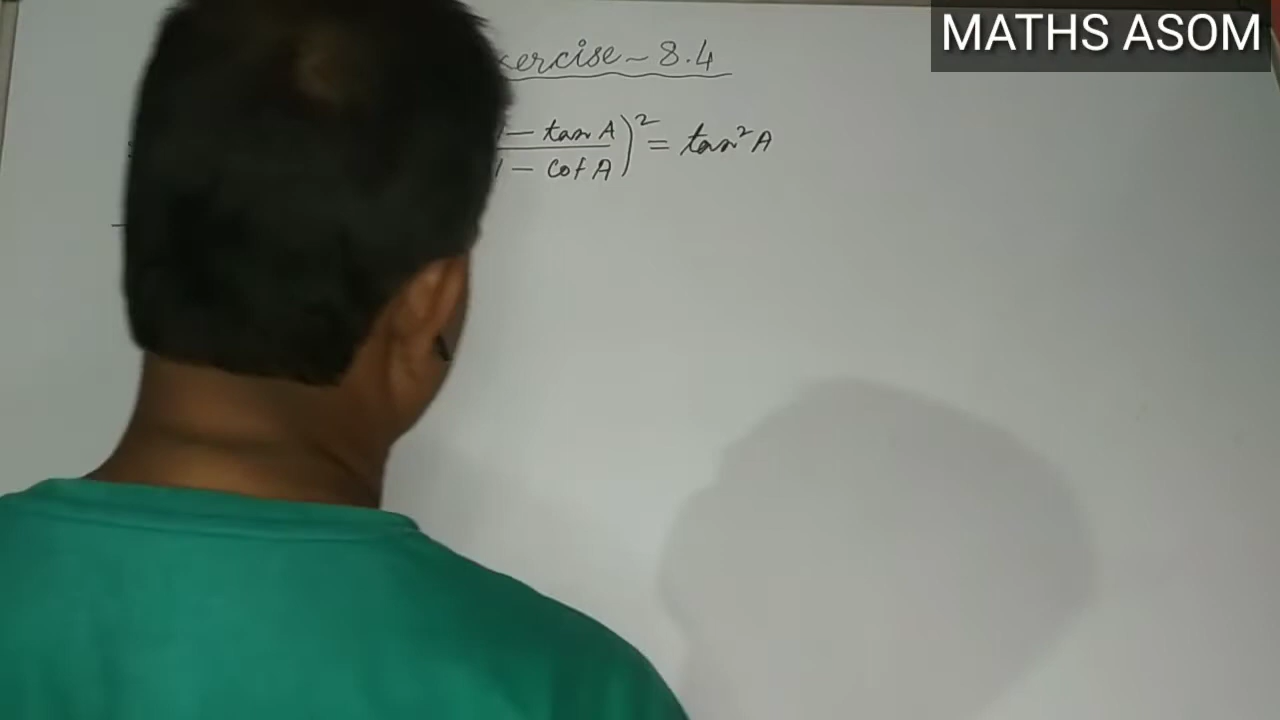 MATHS ASOM
xercise - 8.4
1 - tan A)² = tan² A
1 - cot A